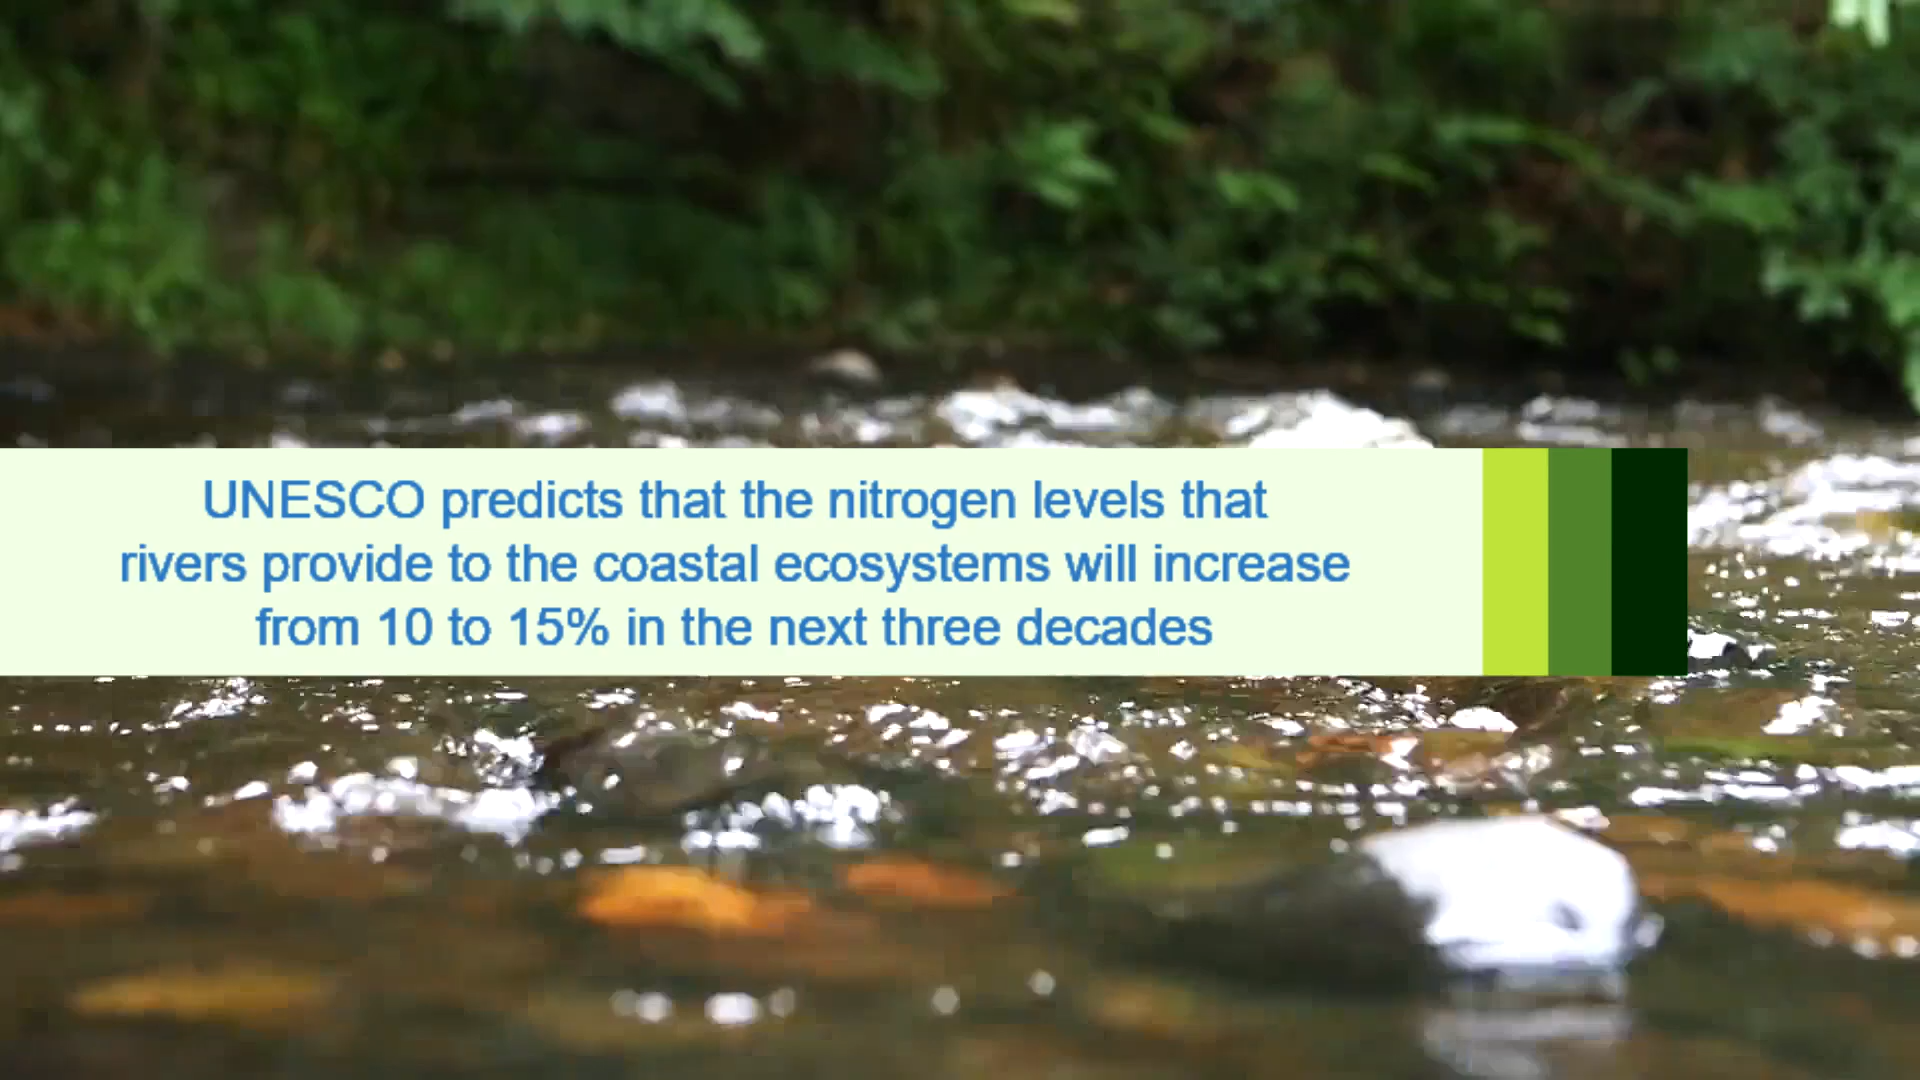 UNESCO predicts that the nitrogen levels that
rivers provide to the coastal ecosystems will increase
from 10 to 15% in the next three decades